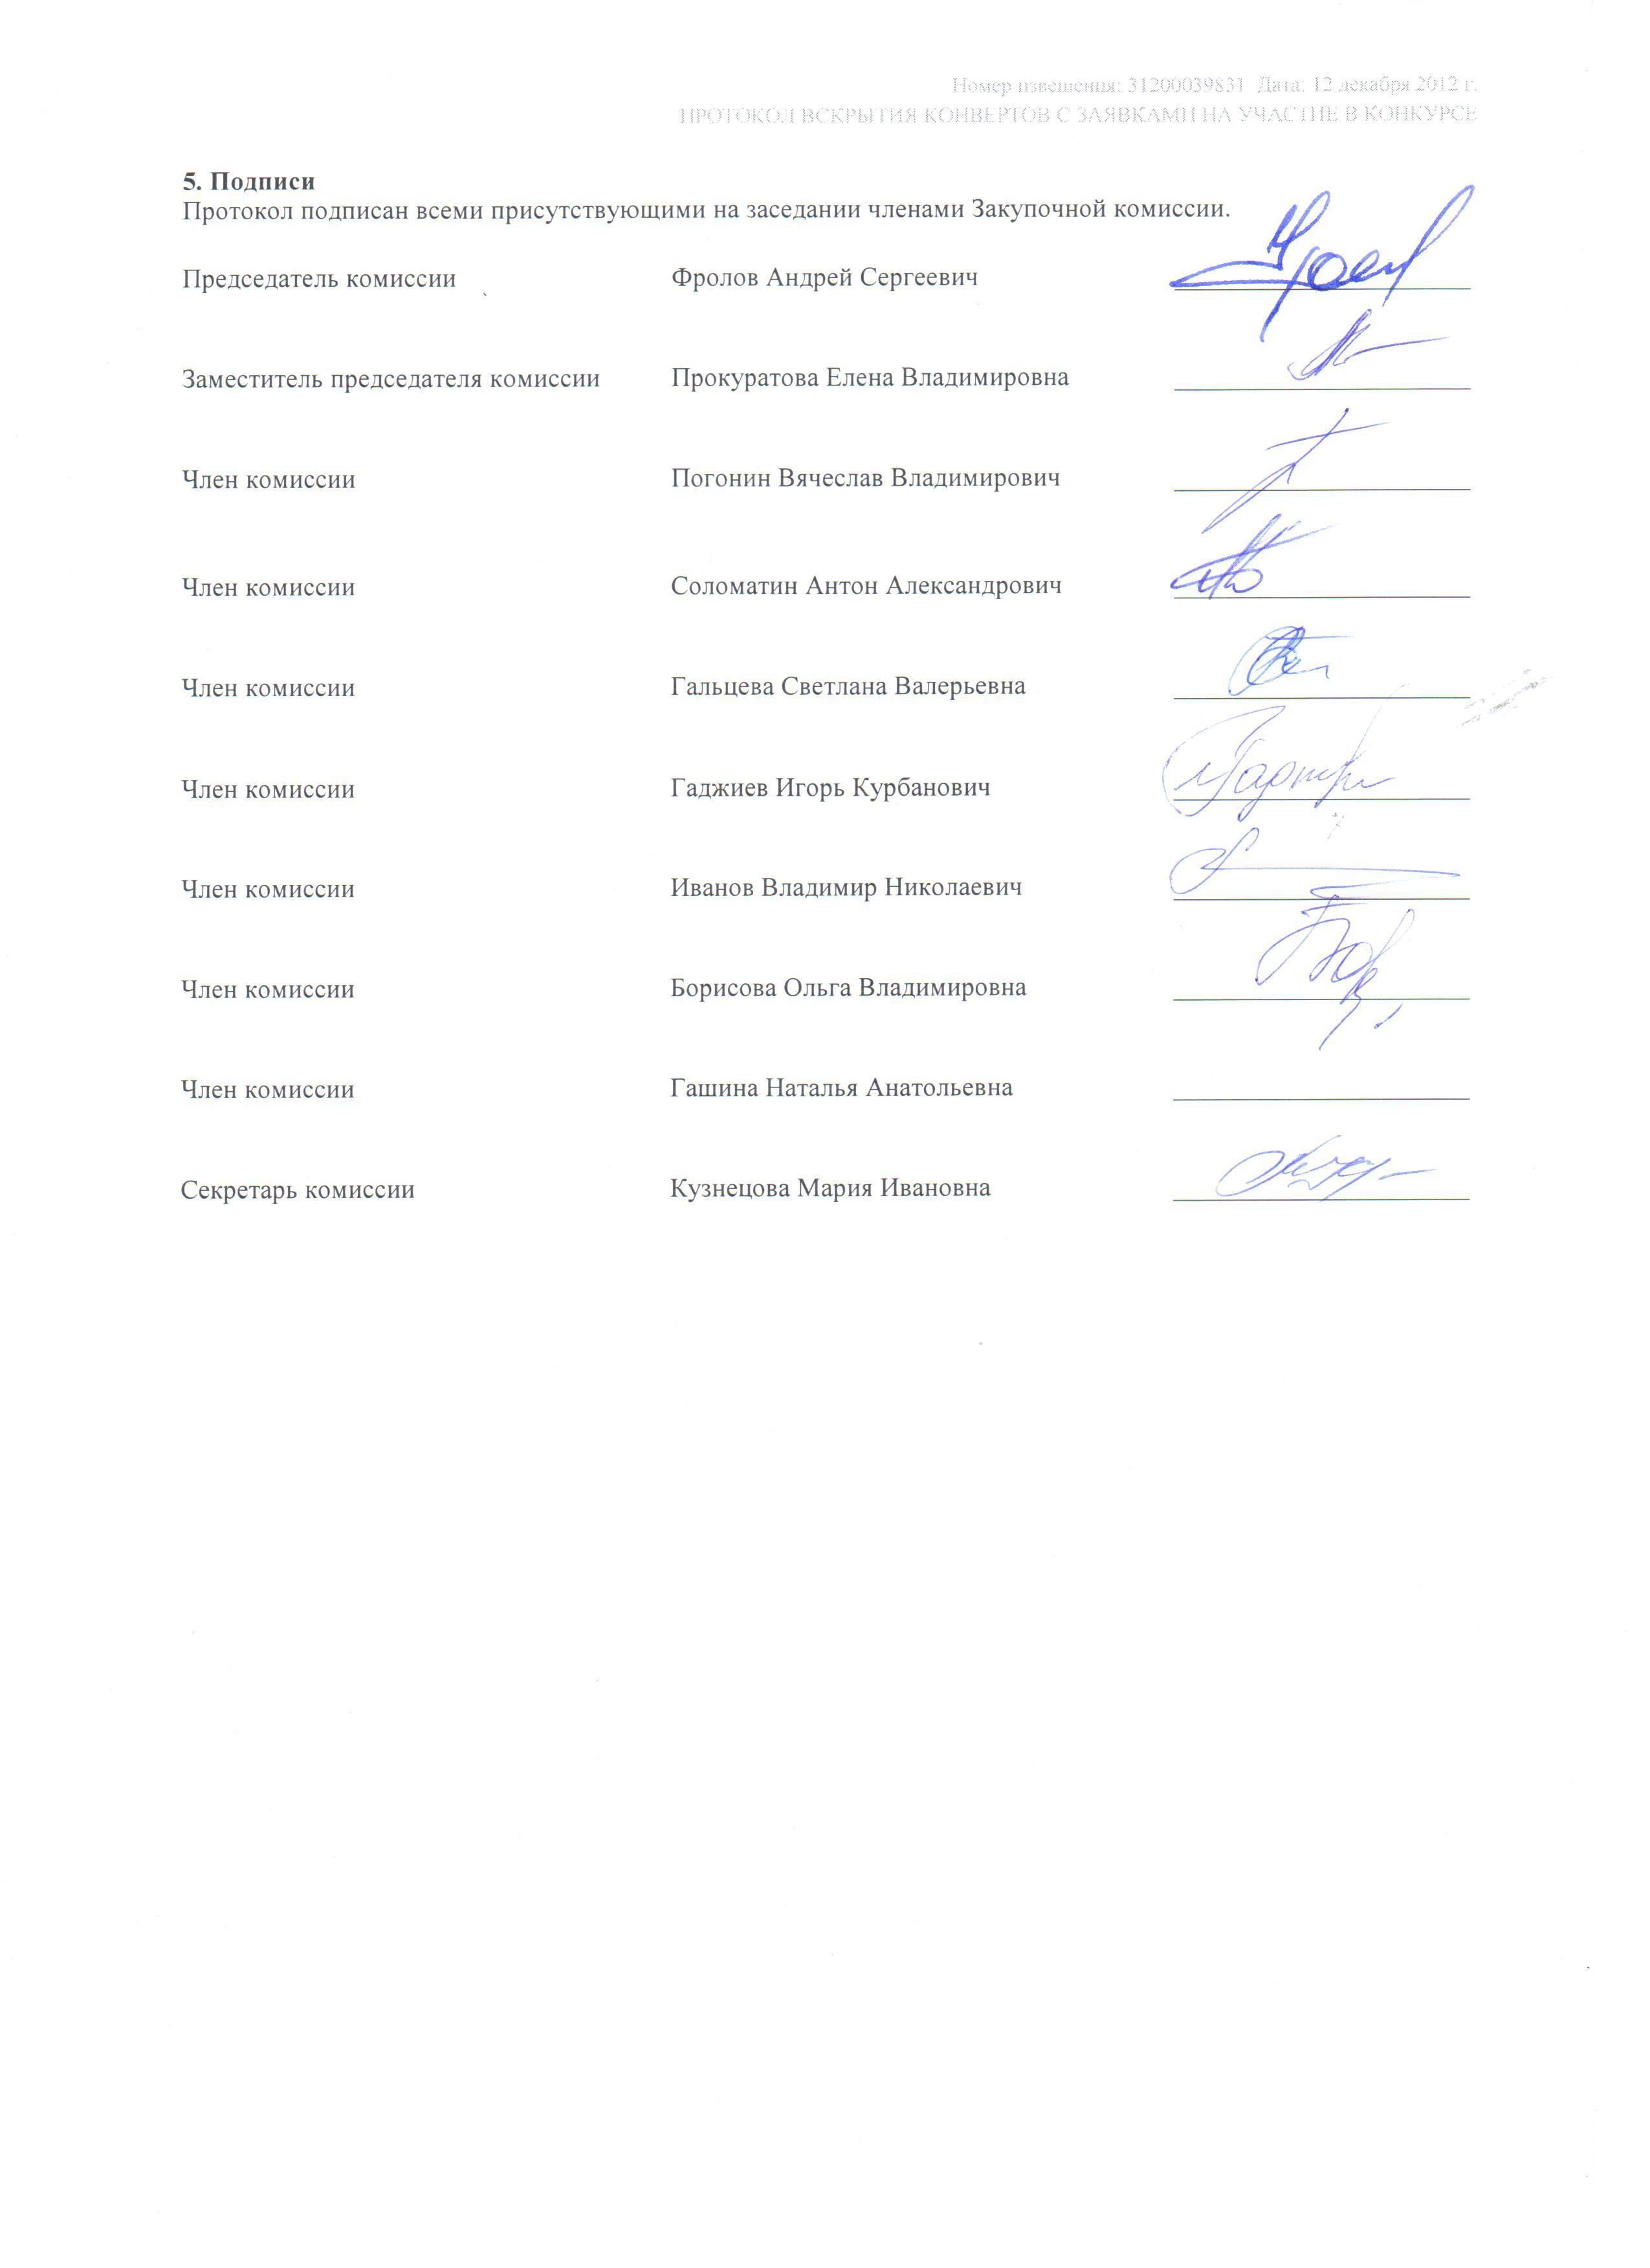 Номер извещения: 31200039831 Дата: 12 декабря 2012 г.
ПРОТОКОЛ ВСКРЫТИЯ КОНВЕРТОВ С ЗАЯВКАМИ НА УЧАСТИЕ В КОНКУРСЕ
5. Подписи
Протокол подписан всеми присутствующими на заседании членами Закупочной комиссии.
Председатель комиссии Фролов Андрей Сергеевич
Заместитель председателя комиссии Прокуратова Елена Владимировна
Член комиссии Погонин Вячеслав Владимирович
Член комиссии Соломатин Антон Александрович
Член комиссии Гальцева Светлана Валерьевна
Член комиссии Гаджиев Игорь Курбанович
Член комиссии Иванов Владимир Николаевич
Член комиссии Борисова Ольга Владимировна
Член комиссии Гашина Наталья Анатольевна
Секретарь комиссии Кузнецова Мария Ивановна